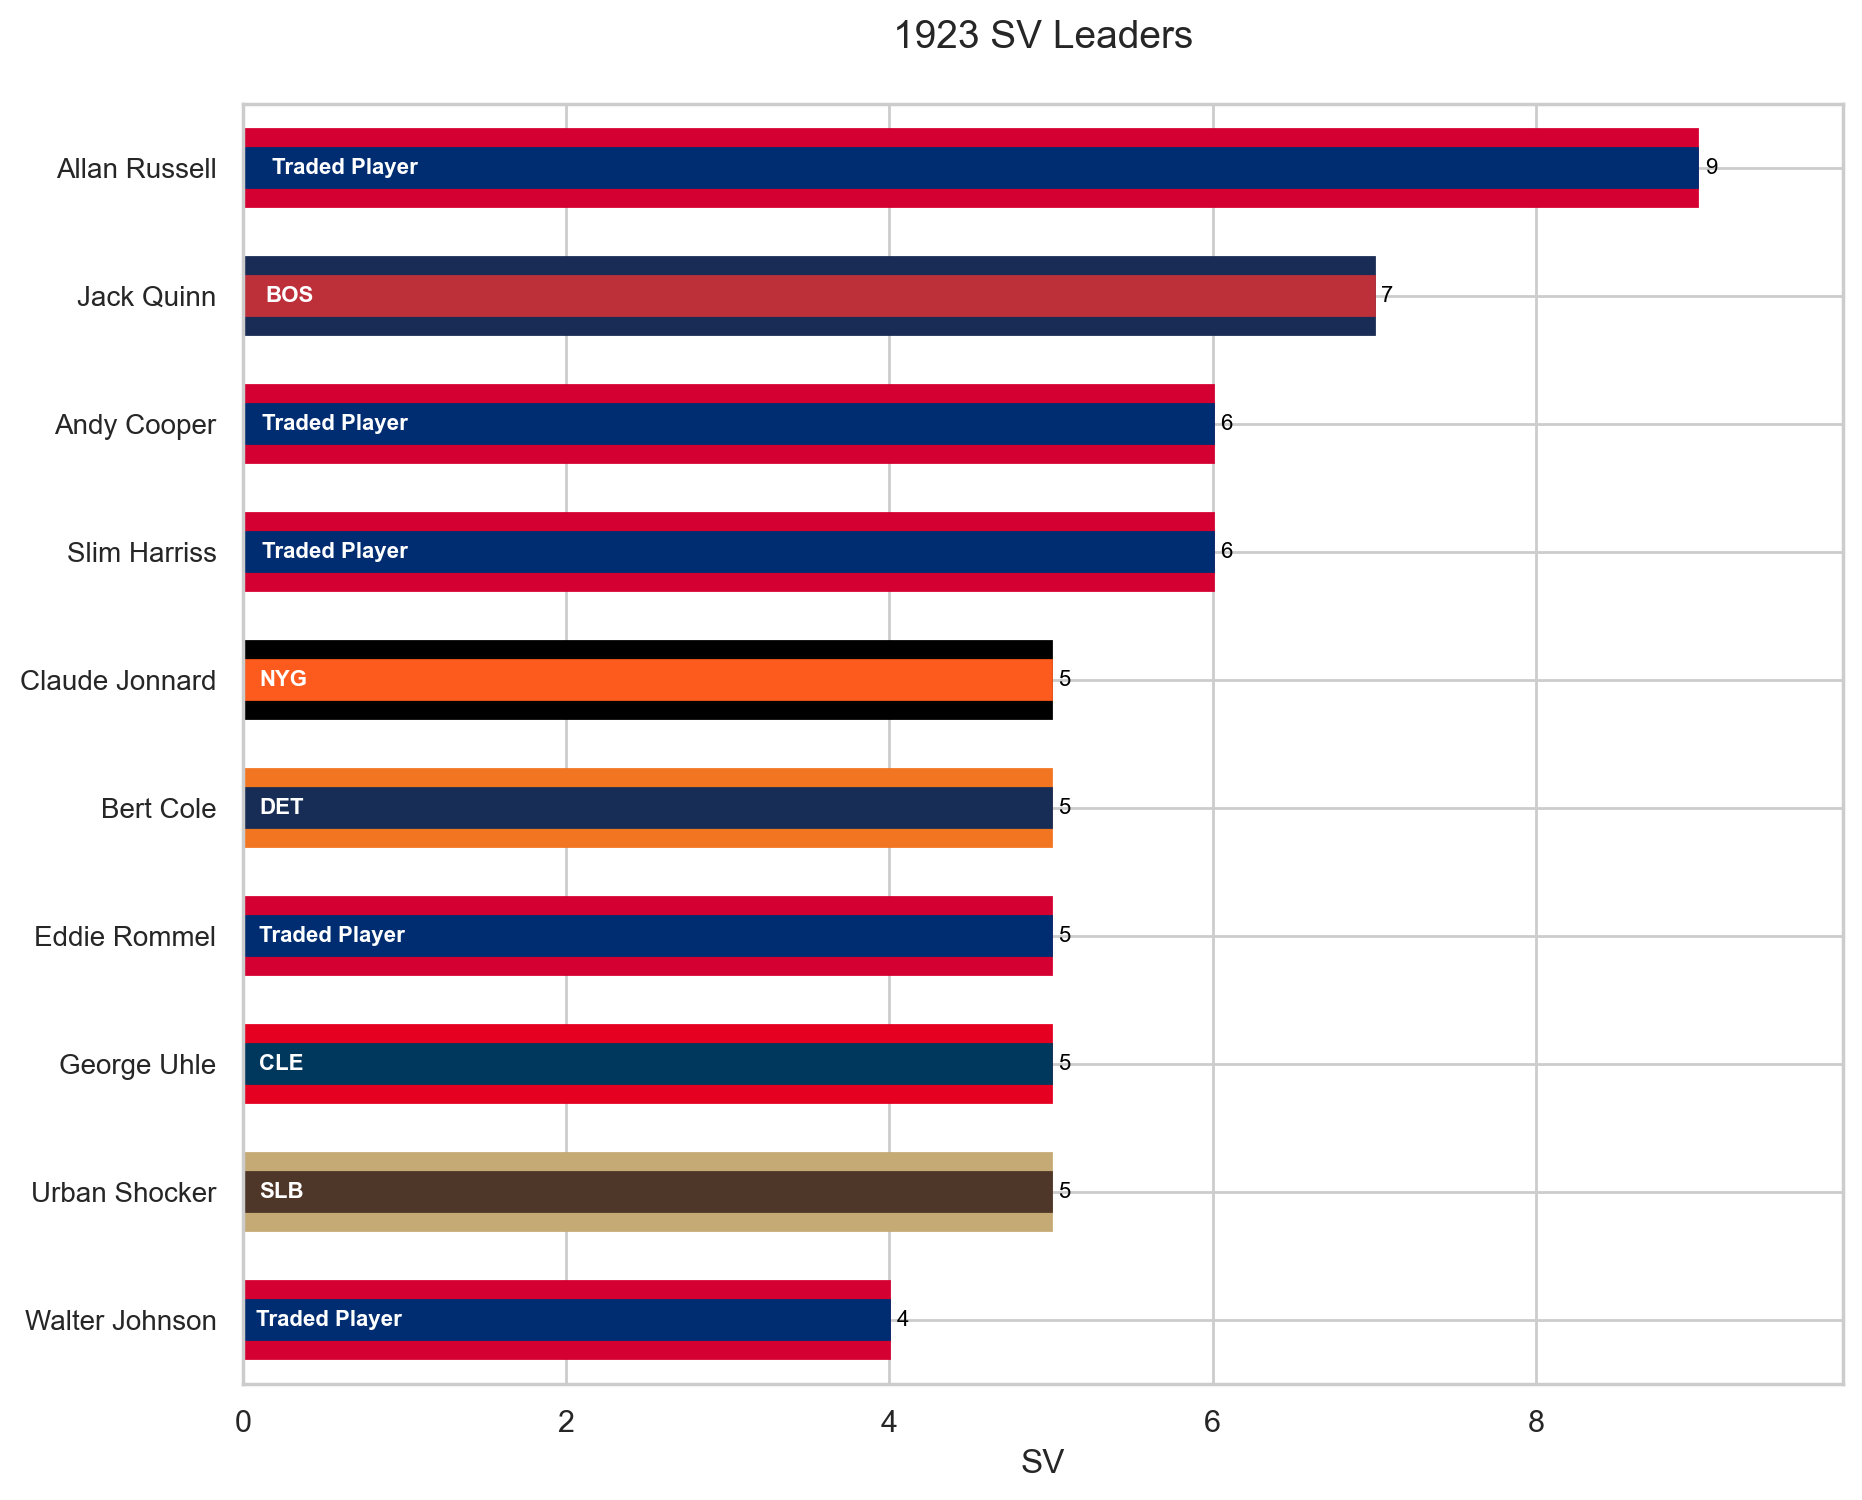 1923 SV Leaders
Allan Russell
Traded Player
9
Jack Quinn
BOS
7
Andy Cooper
Traded Player
6
Slim Harriss
Traded Player
6
Claude Jonnard
NYG
5
Bert Cole
DET
5
Eddie Rommel
Traded Player
5
George Uhle
CLE
5
Urban Shocker
SLB
5
Walter Johnson
Traded Player
4
0 2 4 6 8
SV